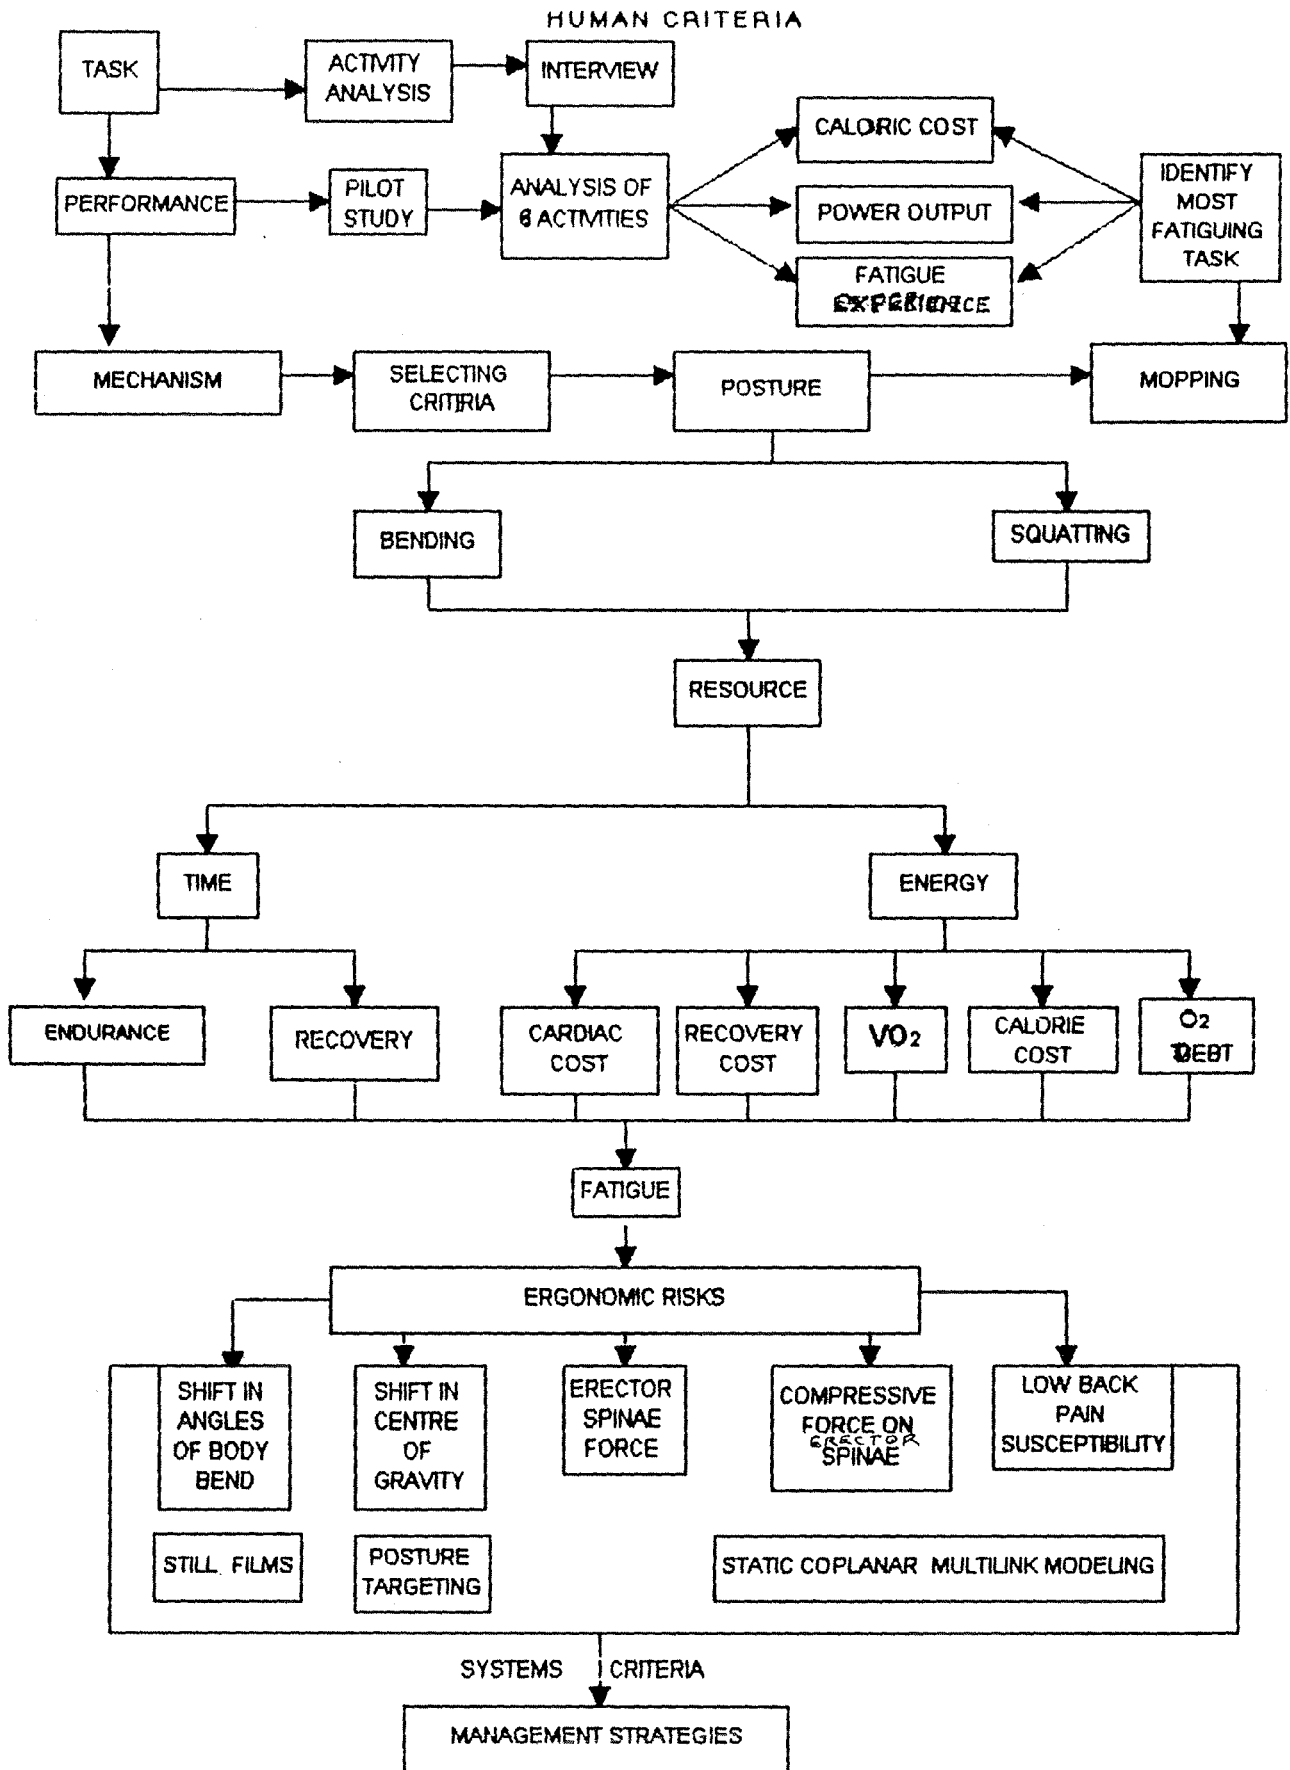 HUMAN CRITERIA
TASK
ACTIVITY
ANALYSIS
INTERVIEW
CALORIC COST
PERFORMANCE
PILOT
STUDY
ANALYSIS OF
6 ACTIVITIES
POWER OUTPUT
IDENTIFY
MOST
FATIGUING
TASK
FATIGUE
EXPERIENCE
MECHANISM
SELECTING
CRITIRIA
POSTURE
MOPPING
BENDING
SQUATTING
RESOURCE
TIME
ENERGY
ENDURANCE
RECOVERY
CARDIAC
COST
RECOVERY
COST
VO2
CALORIE
COST
O2
DEBT
FATIGUE
ERGONOMIC RISKS
SHIFT IN
ANGLES
OF BODY
BEND
SHIFT IN
CENTRE
OF
GRAVITY
ERECTOR
SPINAE
FORCE
COMPRESSIVE
FORCE ON
ERECTOR
SPINAE
LOW BACK
PAIN
SUSCEPTIBILITY
STILL FILMS
POSTURE
TARGETING
STATIC COPLANAR MULTILINK MODELING
SYSTEMS CRITERIA
MANAGEMENT STRATEGIES